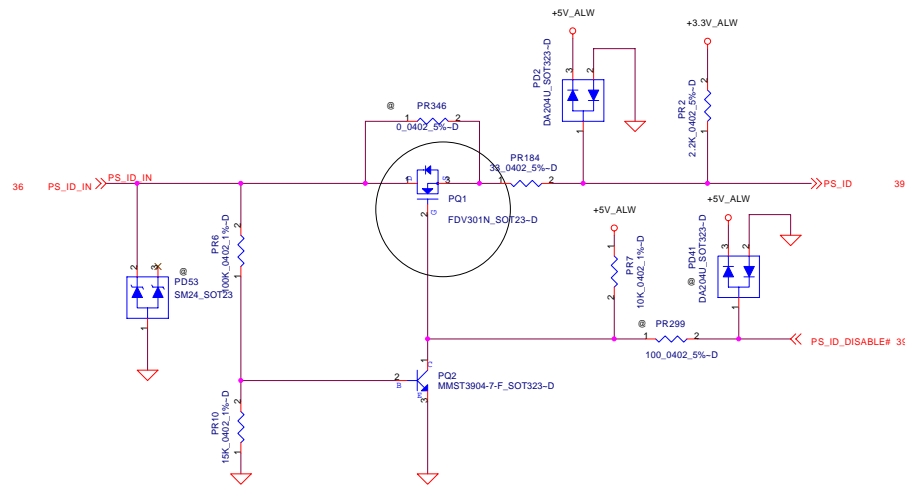 +5V_ALW
+3.3V_ALW
3
2
PD2
DA204U_SOT323~D
1
2
PR2
2.2K_0402_5%~D
1
@
PR346
1
2
0_0402_5%~D
PR184
33_0402_5%~D
1
2
36
PS_ID_IN
PS_ID_IN
1
D
S
3
PQ1
G
2
FDV301N_SOT23~D
PS_ID
39
+5V_ALW
+5V_ALW
2
PR6
100K_0402_1%~D
1
2
3
@
PD53
SM24_SOT23
1
1
PR7
10K_0402_1%~D
2
3
2
@
PD41
DA204U_SOT323~D
1
@
PR299
1
2
100_0402_5%~D
PS_ID_DISABLE#
39
1
C
2
B
PQ2
MMST3904-7-F_SOT323~D
E
3
2
PR10
15K_0402_1%~D
1